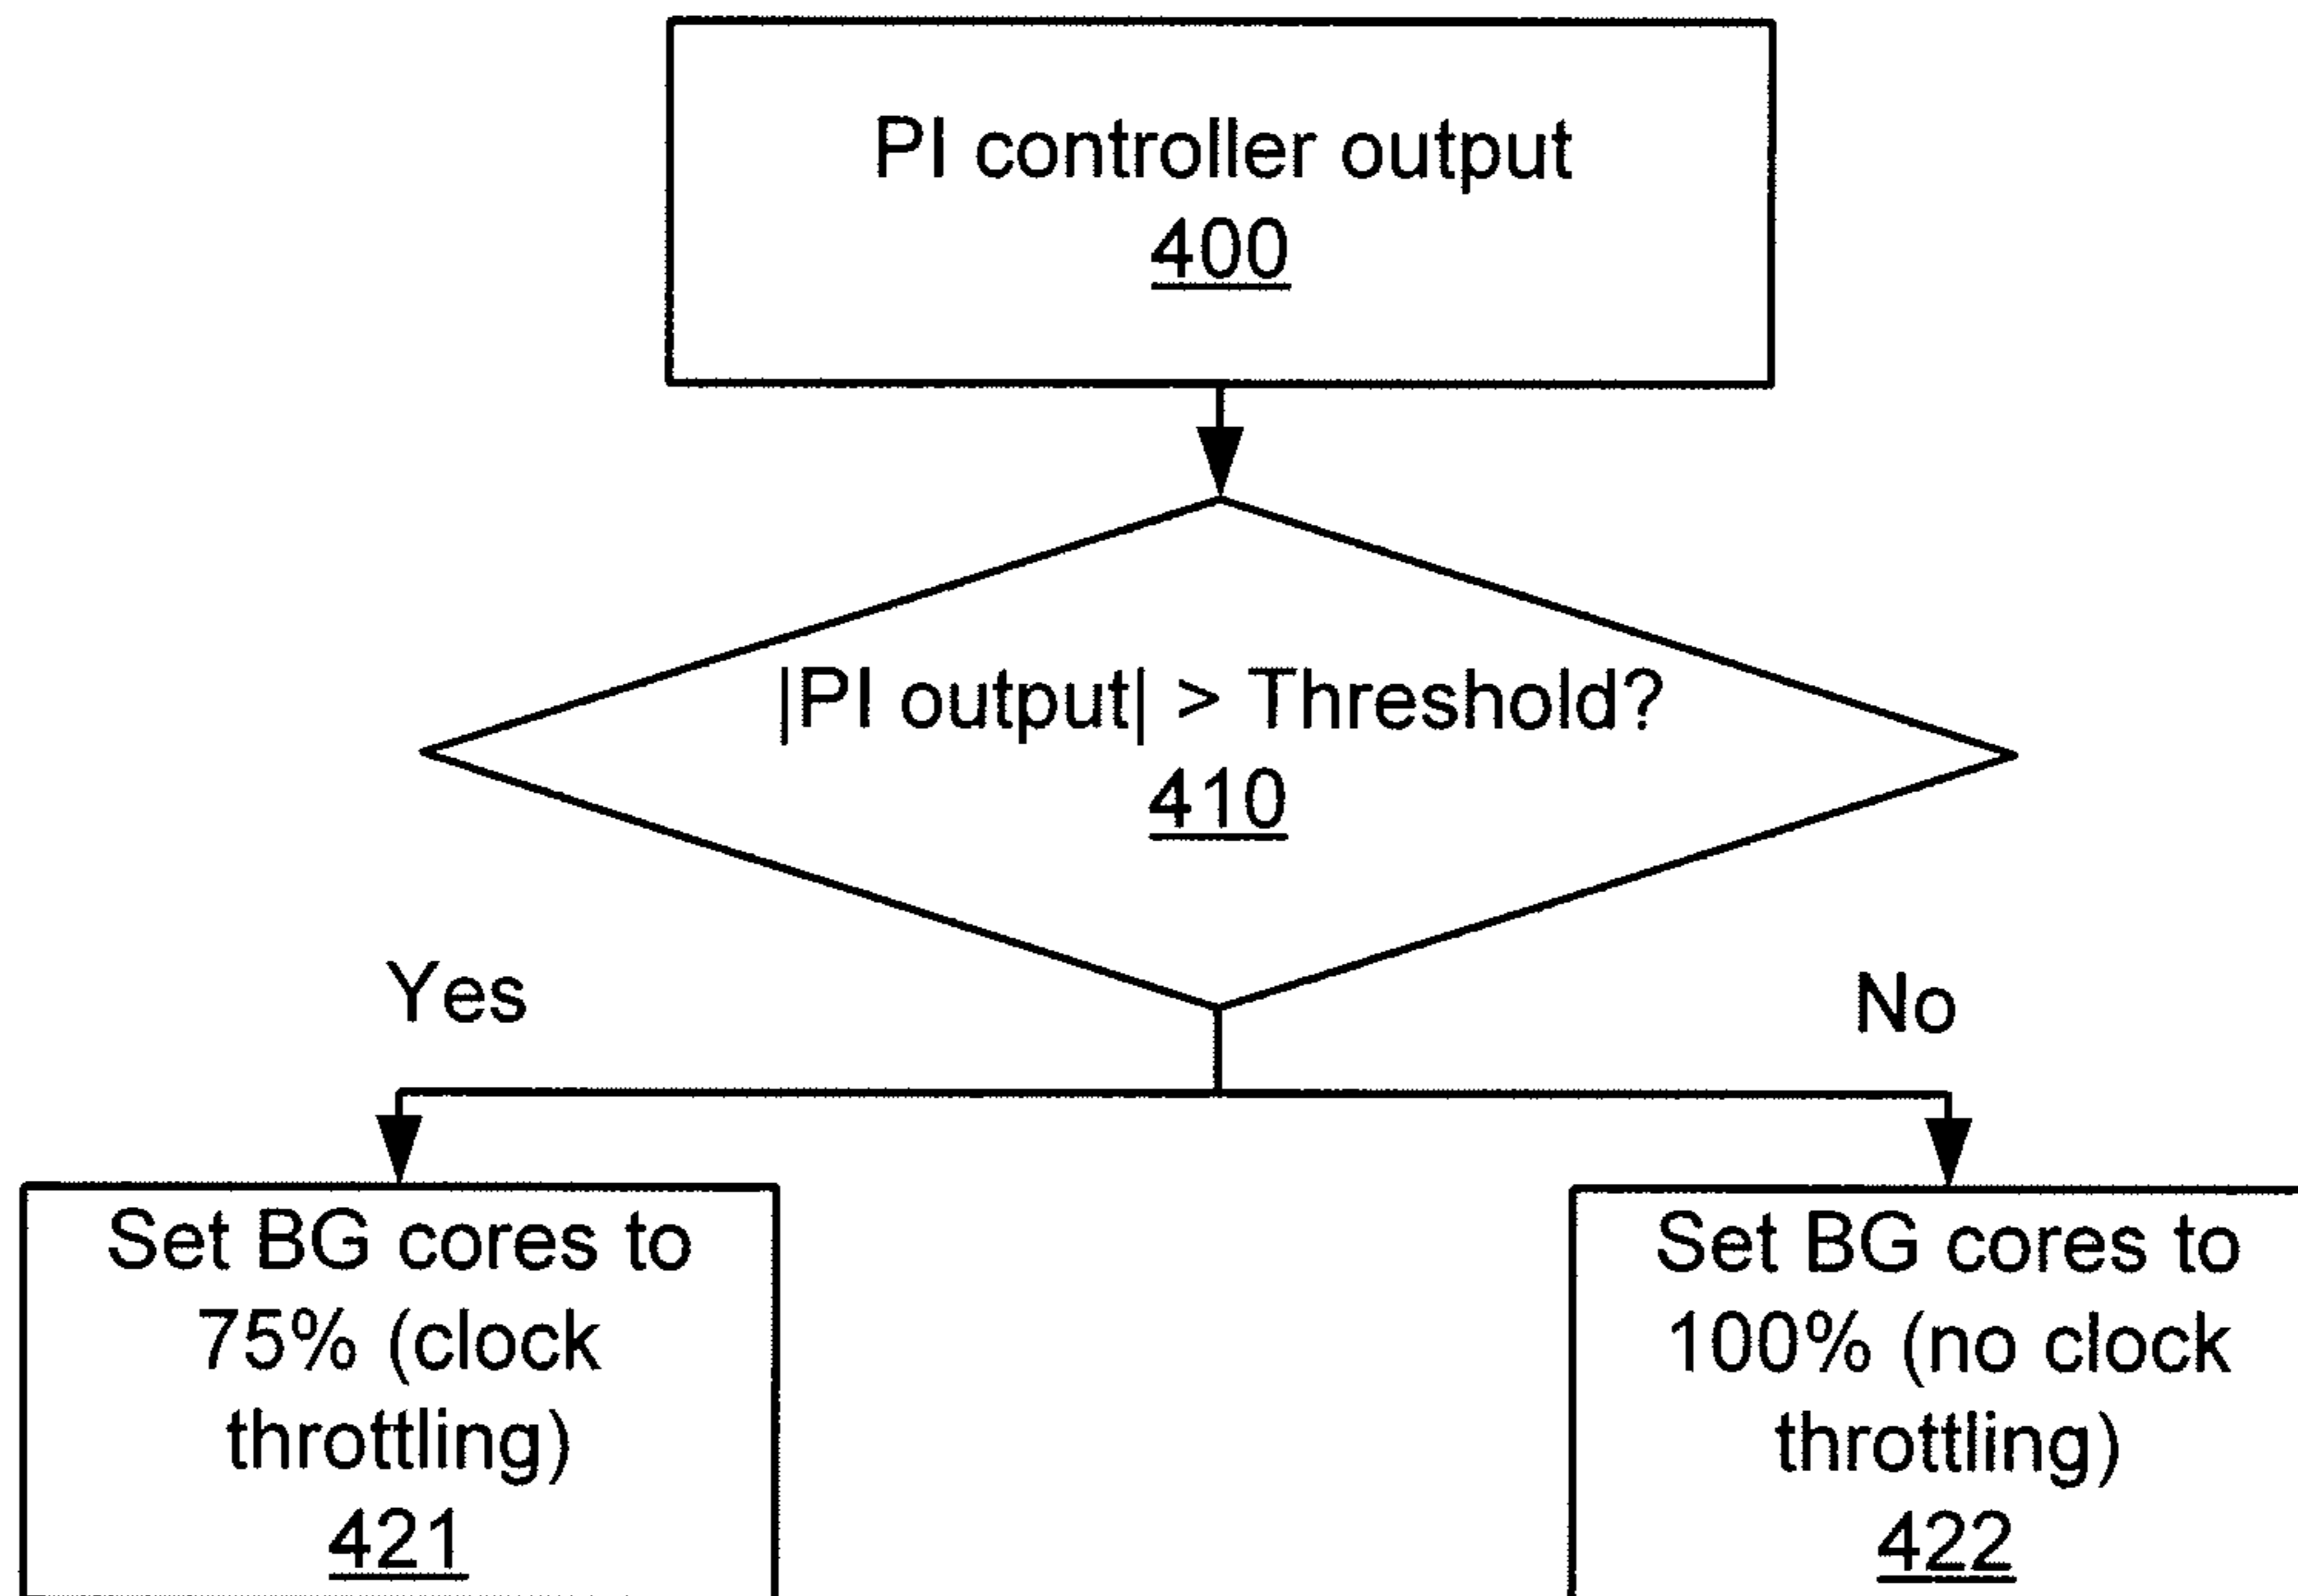 PI controller output
400
|PI output| > Threshold?
410
Yes
No
Set BG cores to
75% (clock
throttling)
421
Set BG cores to
100% (no clock
throttling)
422